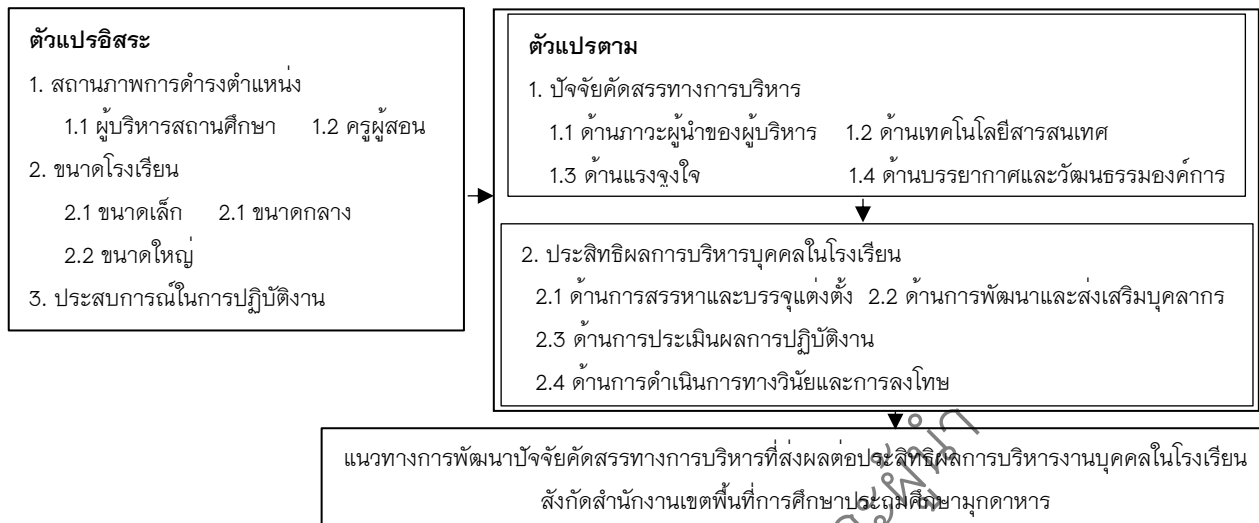 ตัวแปรอิสระ
1. สถานภาพการดำรงตำแหน่ง
1.1 ผู้บริหารสถานศึกษา 1.2 ครูผู้สอน
2. ขนาดโรงเรียน
2.1 ขนาดเล็ก 2.1 ขนาดกลาง
2.2 ขนาดใหญ่
3. ประสบการณ์ในการปฏิบัติงาน
ตัวแปรตาม
1. ปัจจัยคัดสรรทางการบริหาร
1.1 ด้านภาวะผู้นำของผู้บริหาร 1.2 ด้านเทคโนโลยีสารสนเทศ
1.3 ด้านแรงจูงใจ 1.4 ด้านบรรยากาศและวัฒนธรรมองค์การ
2. ประสิทธิผลการบริหารบุคคลในโรงเรียน
2.1 ด้านการสรรหาและบรรจุแต่งตั้ง 2.2 ด้านการพัฒนาและส่งเสริมบุคลากร
2.3 ด้านการประเมินผลการปฏิบัติงาน
2.4 ด้านการดำเนินการทางวินัยและการลงโทษ
แนวทางการพัฒนาปัจจัยคัดสรรทางการบริหารที่ส่งผลต่อประสิทธิผลการบริหารงานบุคคลในโรงเรียน
สังกัดสำนักงานเขตพื้นที่การศึกษาประถมศึกษามุกดาหาร